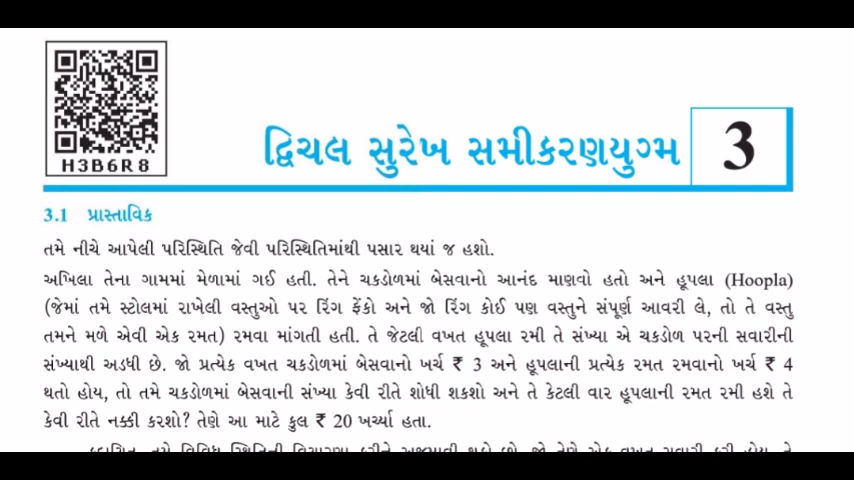 H3B6R8
દ્વિચલ સુરેખ સમીકરણયુગ્મ
3
3.1 પ્રાસ્તાવિક
તમે નીચે આપેલી પરિસ્થિતિ જેવી પરિસ્થિતિમાંથી પસાર થયાં જ હશો.
અખિલા તેના ગામમાં મેળામાં ગઈ હતી. તેને ચકડોળમાં બેસવાનો આનંદ માણવો હતો અને હૂપલા (Hoopla)
(જેમાં તમે સ્ટોલમાં રાખેલી વસ્તુઓ પર રિંગ ફેંકો અને જો રિંગ કોઈ પણ વસ્તુને સંપૂર્ણ આવરી લે, તો તે વસ્તુ
તમને મળે એવી એક રમત) રમવા માંગતી હતી. તે જેટલી વખત હૂપલા રમી તે સંખ્યા એ ચકડોળ પરની સવારીની
સંખ્યાથી અડધી છે. જો પ્રત્યેક વખત ચકડોળમાં બેસવાનો ખર્ચ ₹ 3 અને હૂપલાની પ્રત્યેક રમત રમવાનો ખર્ચ ₹ 4
થતો હોય, તો તમે ચકડોળમાં બેસવાની સંખ્યા કેવી રીતે શોધી શકશો અને તે કેટલી વાર હૂપલાની રમત રમી હશે તે
કેવી રીતે નક્કી કરશો? તેણે આ માટે કુલ ₹ 20 ખર્ચ્યા હતા.